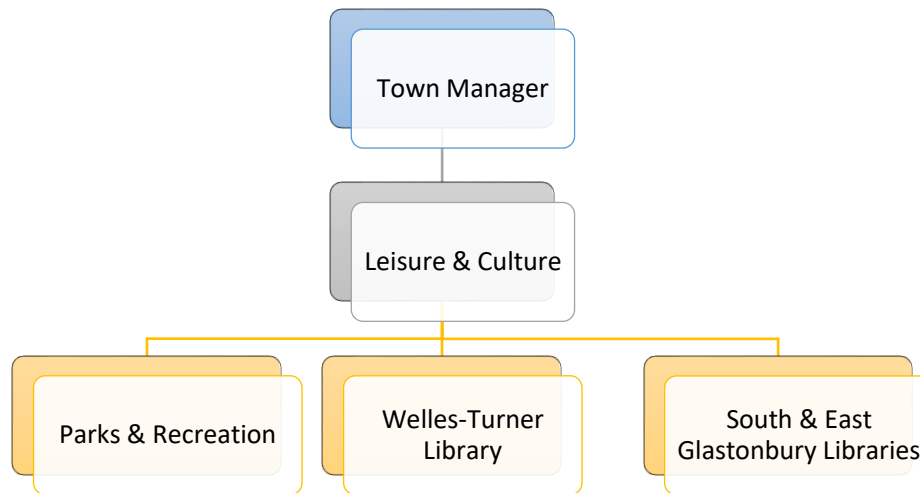 Town Manager
Leisure & Culture
Parks & Recreation
Welles-Turner
Library
South & East
Glastonbury Libraries